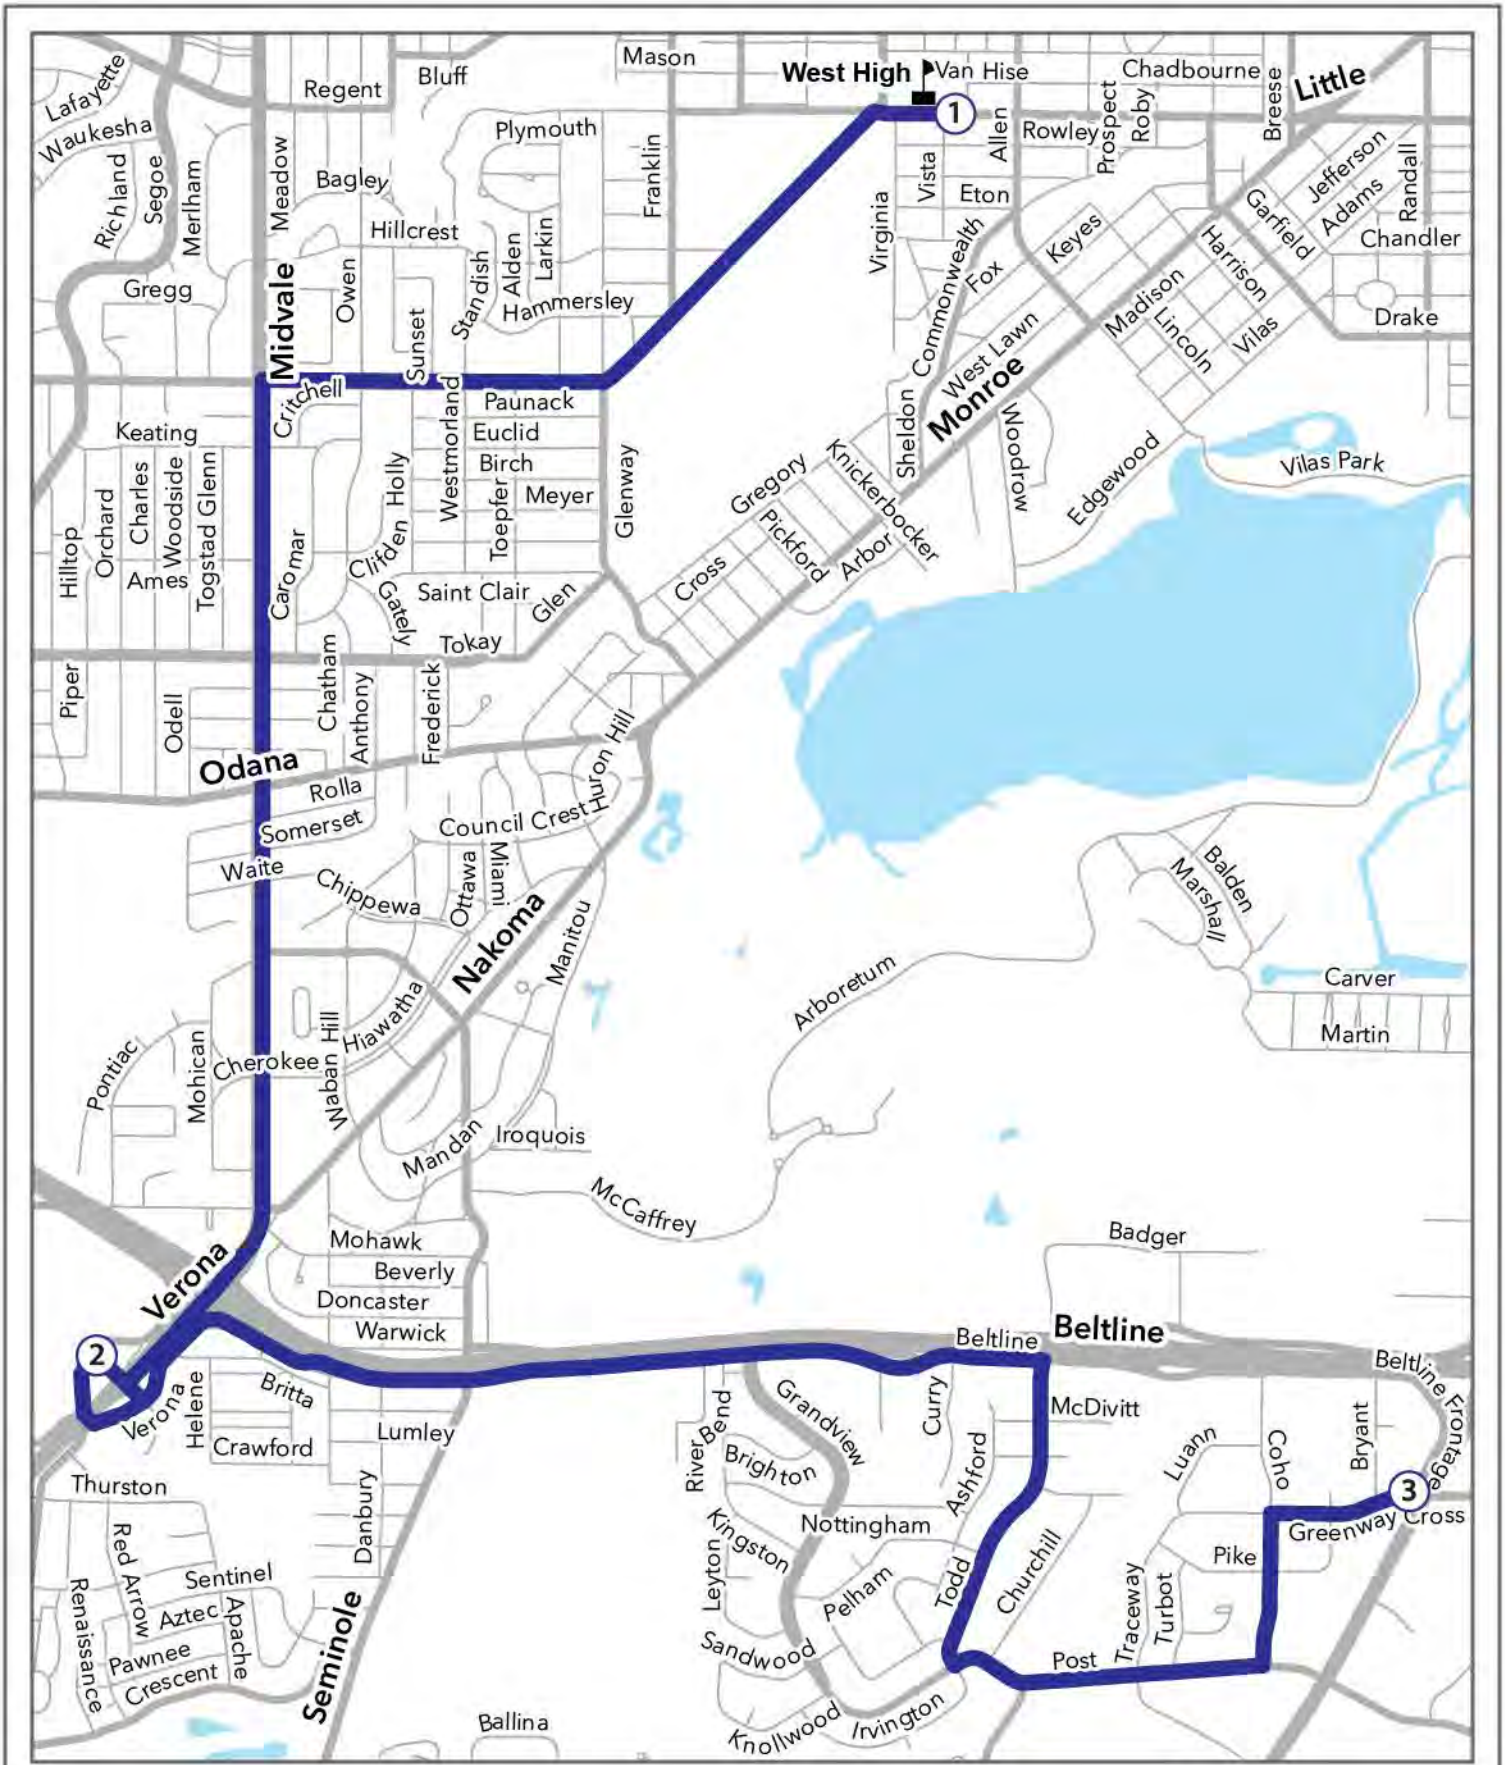 Mason
Bluff
Regent
Lafayette
Waukesha
West High
Van Hise
Chadbourne
Little
Breese
1
Plymouth
Franklin
Allen
Rowley
Prospect
Roby
Jefferson
Adams
Randall
Richland
Segoe
Merlham
Meadow
Bagley
Hillcrest
Vista
Eton
Virginia
Garfield
Chandler
Gregg
Midvale
Owen
Sunset
Standish
Alden
Larkin
Hammersley
Commonwealth
Fox
Keyes
Harrison
Madison
Lincoln
Vilas
Drake
Critchell
Paunack
Keating
Euclid
Birch
Meyer
Westmorland
Toepfer
Holly
Glenway
Sheldon
West Lawn
Monroe
Woodrow
Edgewood
Vilas Park
Gregory
Knickerbocker
Pickford
Arbor
Cross
Hilltop
Orchard
Charles
Woodside
Togstad Glenn
Ames
Caromar
Clifden
Gately
Saint Clair
Glen
Tokay
Piper
Odell
Chatham
Anthony
Frederick
Odana
Rolla
Somerset
Waite
Huron Hill
Council Crest
Chippewa
Ottawa
Miami
Nakoma
Manitou
Balden
Marshall
Arboretum
Carver
Martin
Pontiac
Mohican
Cherokee
Waban Hill
Hiawatha
Mandan
Iroquois
McCaffrey
Verona
Mohawk
Beverly
Doncaster
Warwick
Badger
Beltline
Beltline
Beltline Frontage
2
Verona
Helene
Britta
Crawford
Lumley
Thurston
Danbury
Red Arrow
Sentinel
Aztec
Apache
Renaissance
Pawnee
Crescent
Seminole
Ballina
River Bend
Grandview
Brighton
Curry
Ashford
McDivitt
Nottingham
Kingston
Leyton
Pelham
Todd
Churchill
Sandwood
Knollwood
Irvington
Post
Luann
Coho
Bryant
3
Greenway Cross
Pike
Traceway
Turbot